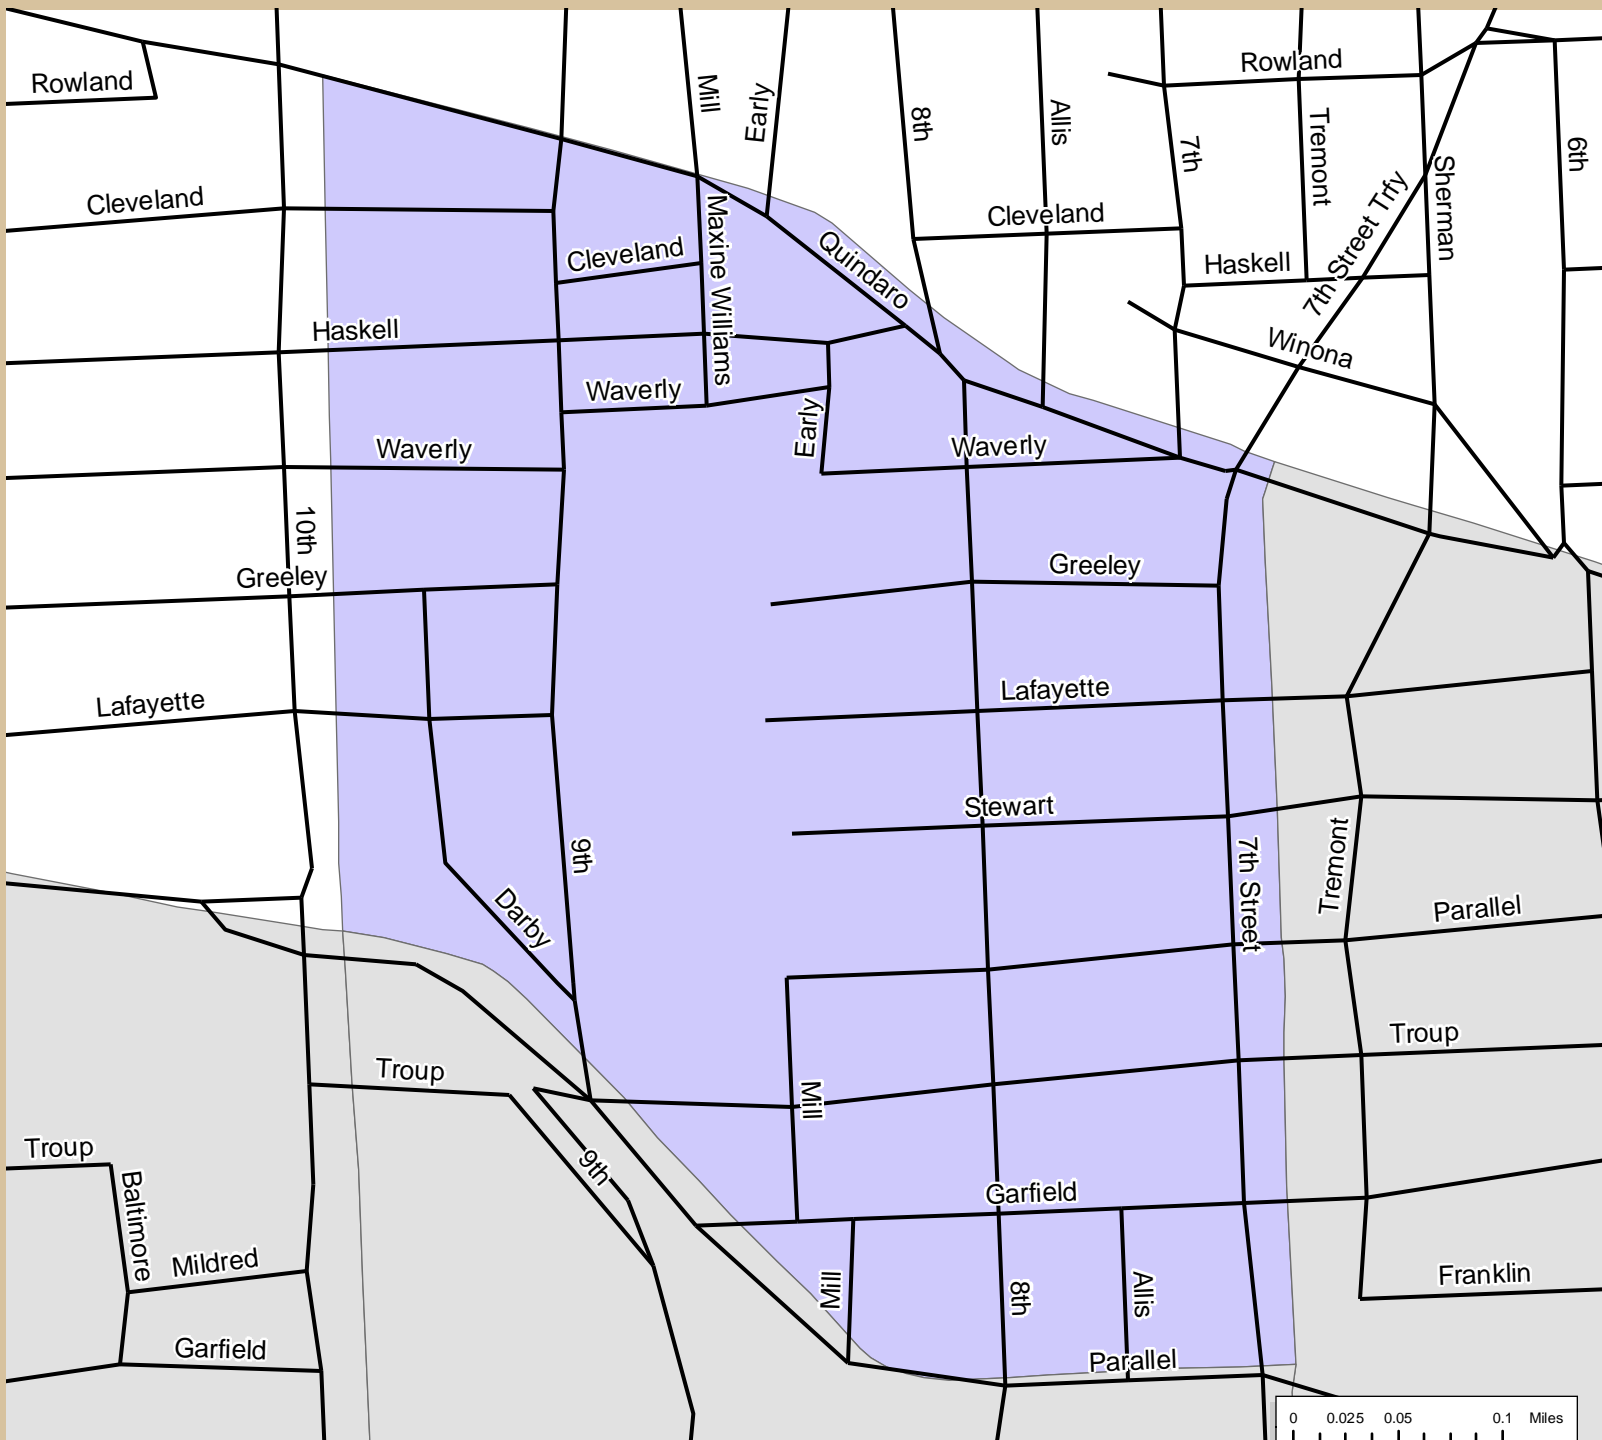 Rowland
Mill
Early
8th
Allis
7th
Rowland
Tremont
7th Street Trfy
Sherman
6th
Cleveland
Cleveland
Maxine Williams
Quindaro
Cleveland
Haskell
Haskell
Waverly
Early
Winona
Waverly
Waverly
10th
Greeley
Greeley
Lafayette
Lafayette
Stewart
9th
7th Street
Tremont
Darby
Parallel
Troup
Troup
Mill
Troup
9th
Baltimore
Garfield
Mildred
Mill
8th
Allis
Franklin
Garfield
Parallel
0 0.025 0.05 0.1 Miles